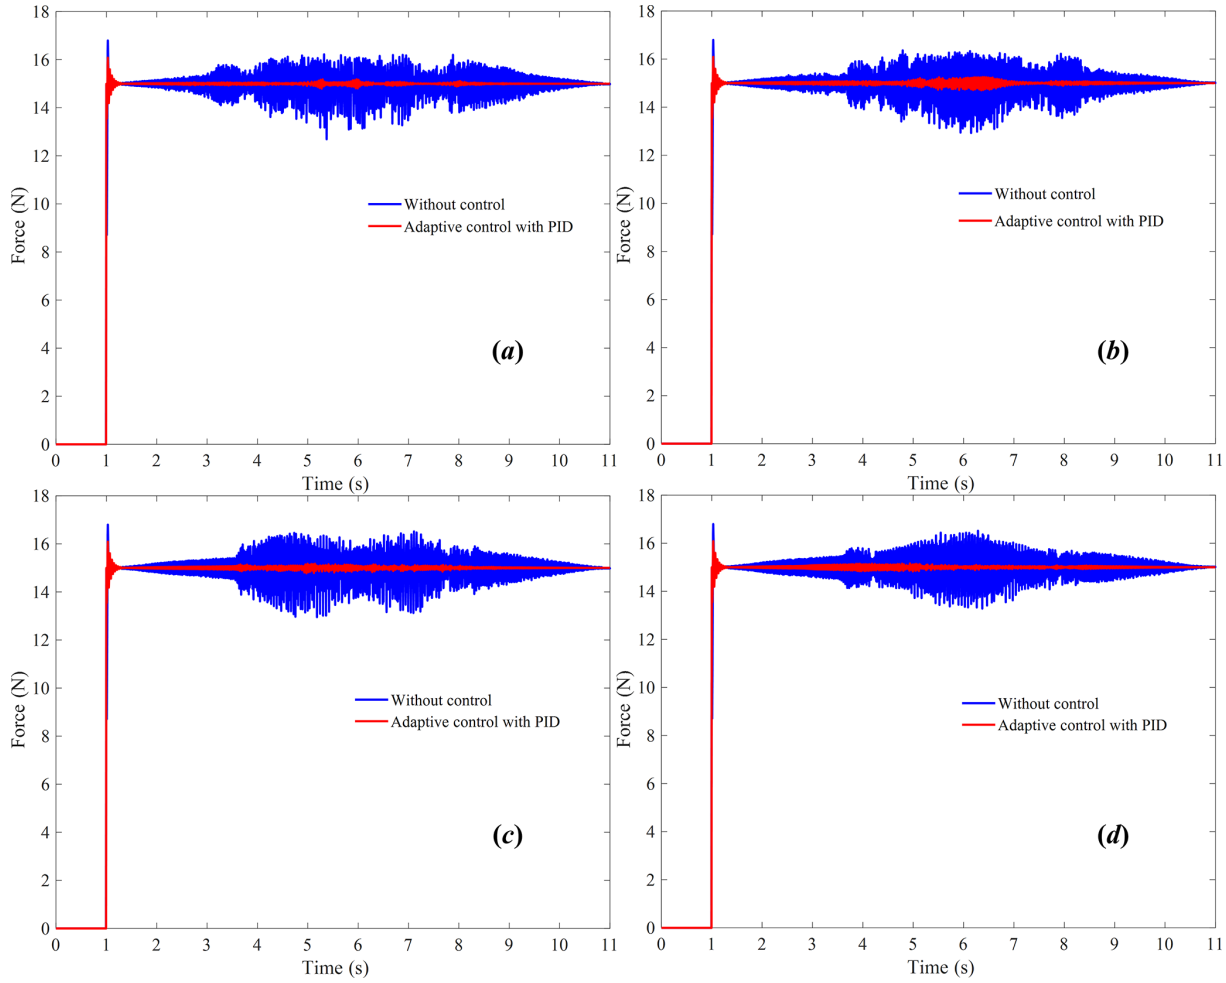 18
16
14
12
10
8
6
4
2
0
Force (N)
Without control
Adaptive control with PID
(a)
0 1 2 3 4 5 6 7 8 9 10 11
Time (s)
18
16
14
12
10
8
6
4
2
0
Force (N)
Without control
Adaptive control with PID
(b)
0 1 2 3 4 5 6 7 8 9 10 11
Time (s)
18
16
14
12
10
8
6
4
2
0
Force (N)
Without control
Adaptive control with PID
(c)
0 1 2 3 4 5 6 7 8 9 10 11
Time (s)
18
16
14
12
10
8
6
4
2
0
Force (N)
Without control
Adaptive control with PID
(d)
0 1 2 3 4 5 6 7 8 9 10 11
Time (s)